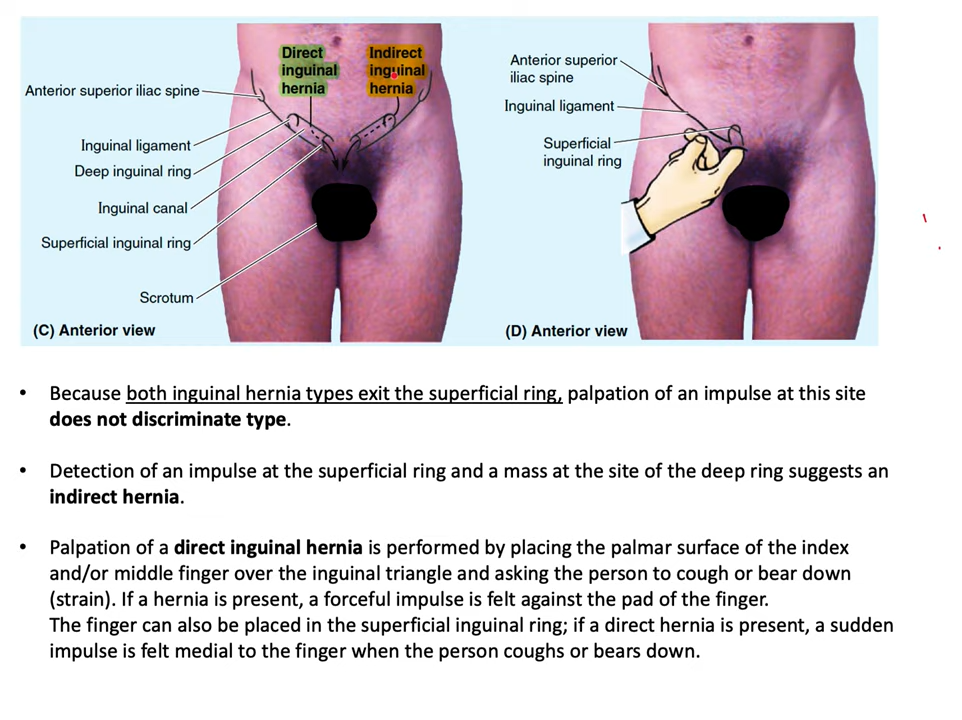 Direct
inguinal
hernia
Indirect
inguinal
hernia
Anterior superior iliac spine
Inguinal ligament
Deep inguinal ring
Inguinal canal
Superficial inguinal ring
Scrotum
(C) Anterior view
Anterior superior
iliac spine
Inguinal ligament
Superficial
inguinal ring
(D) Anterior view
• Because both inguinal hernia types exit the superficial ring, palpation of an impulse at this site
does not discriminate type.
• Detection of an impulse at the superficial ring and a mass at the site of the deep ring suggests an
indirect hernia.
• Palpation of a direct inguinal hernia is performed by placing the palmar surface of the index
and/or middle finger over the inguinal triangle and asking the person to cough or bear down
(strain). If a hernia is present, a forceful impulse is felt against the pad of the finger.
The finger can also be placed in the superficial inguinal ring; if a direct hernia is present, a sudden
impulse is felt medial to the finger when the person coughs or bears down.